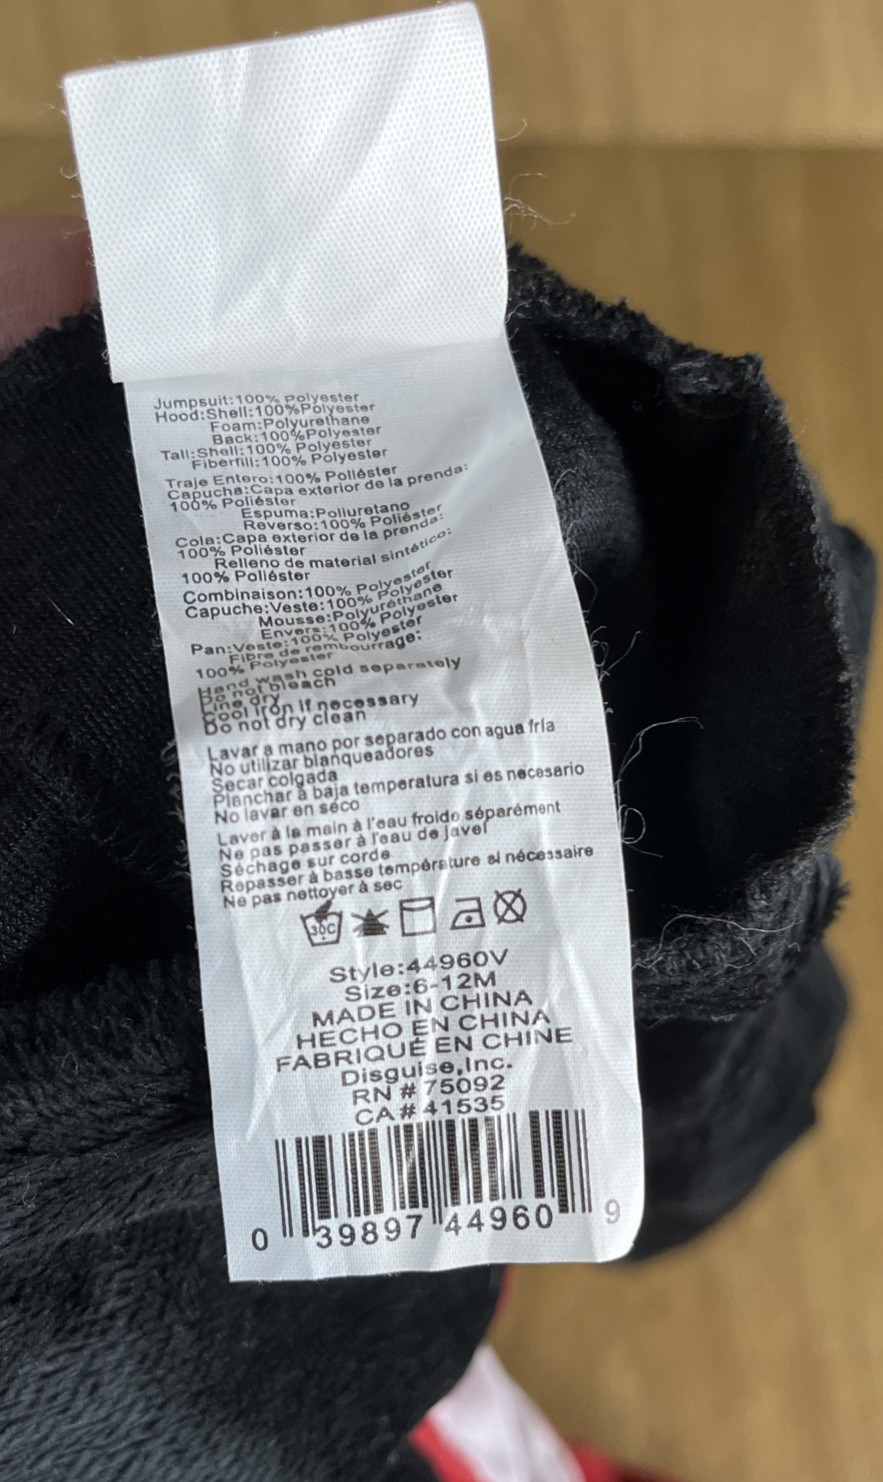 Jumpsuit:100% Polyester
Hood:Shell:100%Polyester
Foam:Polyurethane
Back:100%Polyester
Tall:Shell:100% Polyester
Fiberfill:100% Polyester
Traje Entero:100% Poliéster
Capucha:Capa exterior de la prenda:
100% Poliéster
Espuma:Poliuretano
Reverso:100% Poliéster
Cola:Capa exterior de la prenda:
100% Poliéster
Relleno de material sintético:
100% Poliéster
Combinaison:100% Polyester
Capuche:Veste:100% Polyester
Mousse:Polyuréthane
Envers:100% Polyester
Pan:Veste:100% Polyester
Fibre de rembourrage:
100% Polyester
Hand wash cold separately
Do not bleach
Line dry
Cool Iron if necessary
Do not dry clean
Lavar a mano por separado con agua fría
No utilizar blanqueadores
Secar colgada
Planchar à baja temperatura si es necesario
No lavar en seco
Laver à la main à l'eau froide séparément
Ne pas passer à l'eau de javel
Séchage sur corde
Repasser à basse température si nécessaire
Ne pas nettoyer à sec
30C
Style:44960V
Size:6-12M
MADE IN CHINA
HECHO EN CHINA
FABRIQUÉ EN CHINE
Disguise,Inc.
RN # 75092
CA # 41535
0 39897 44960 9